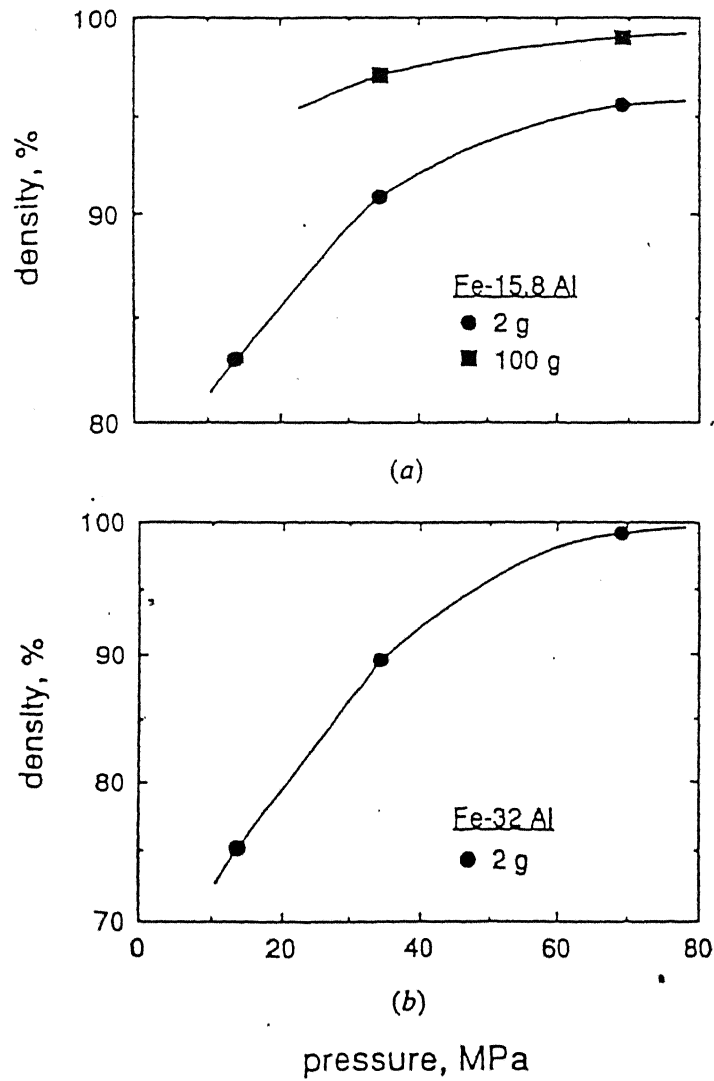 100
90
80
density, %
Fe-15.8 Al
2 g
100 g
(a)
100
90
80
70
density, %
Fe-32 Al
2 g
0 20 40 60 80
(b)
pressure, MPa